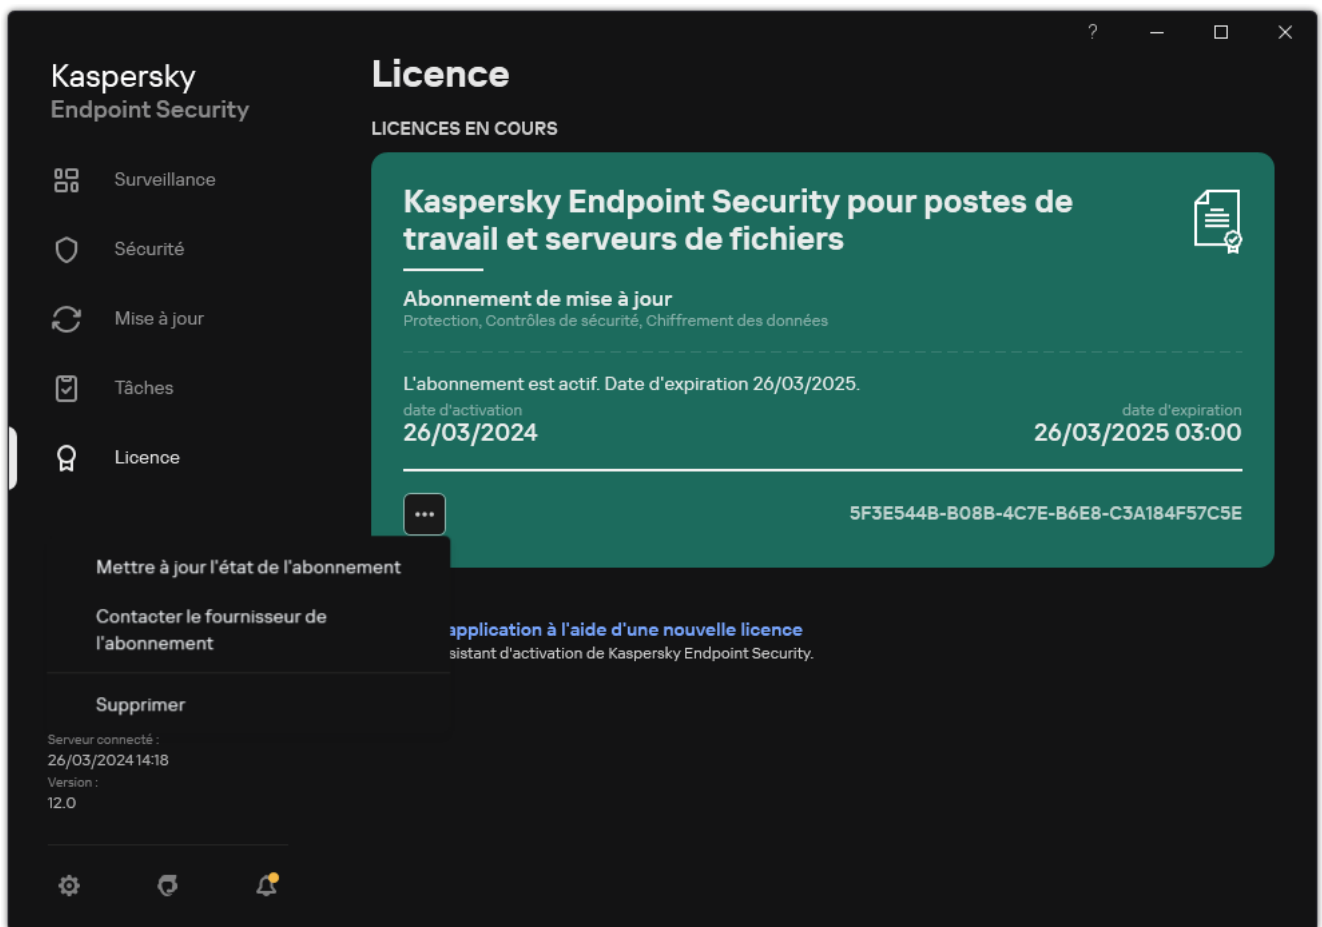 ?
Kaspersky
Endpoint Security
Surveillance
Sécurité
Mise à jour
Tâches
Licence
Licence
LICENCES EN COURS
Kaspersky Endpoint Security pour postes de
travail et serveurs de fichiers
Abonnement de mise à jour
Protection, Contrôles de sécurité, Chiffrement des données
L'abonnement est actif. Date d'expiration 26/03/2025.
date d'activation
26/03/2024
date d'expiration
26/03/2025 03:00
5F3E544B-B08B-4C7E-B6E8-C3A184F57C5E
Mettre à jour l'état de l'abonnement
Contacter le fournisseur de
l'abonnement
Supprimer
application à l'aide d'une nouvelle licence
sistant d'activation de Kaspersky Endpoint Security.
Serveur connecté :
26/03/2024 14:18
Version :
12.0